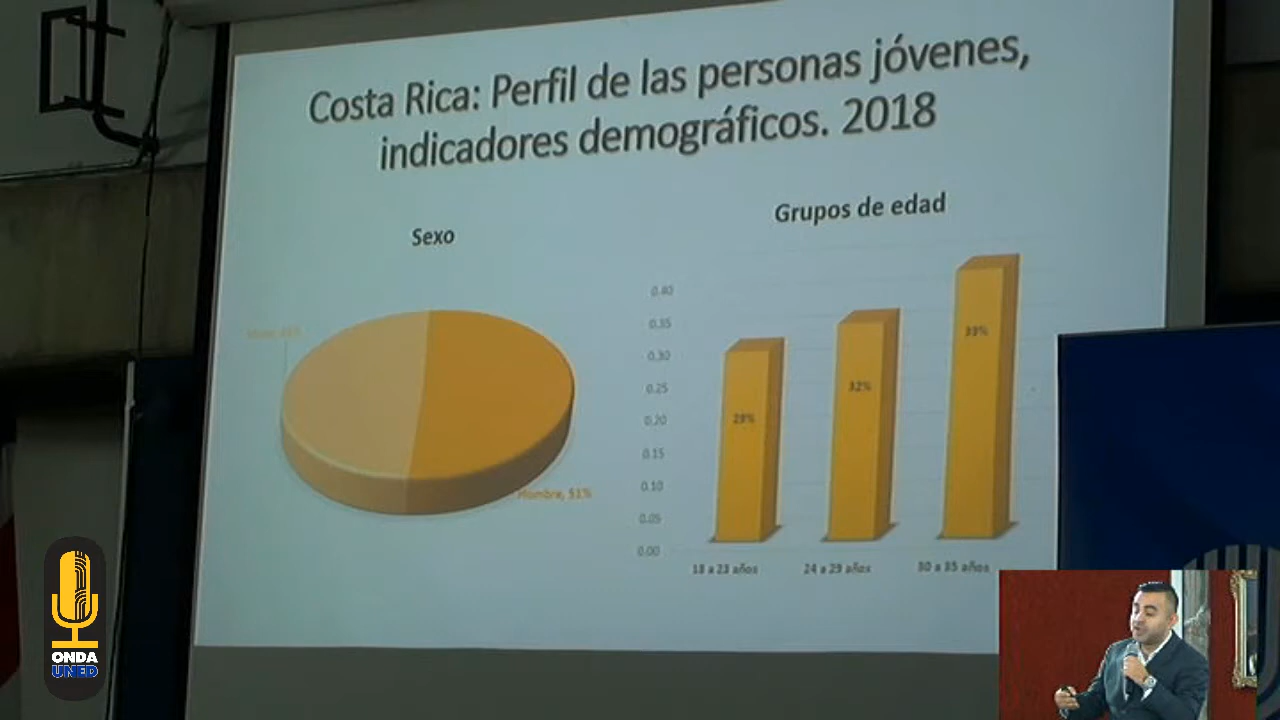 Costa Rica: Perfil de las personas jóvenes,
indicadores demográficos. 2018
Sexo
Hombre, 51%
Grupos de edad
0.40
0.35
0.30
0.25
0.20
0.15
0.10
0.05
0.00
32%
18 a 23 años
24 a 29 años
30 a 35 años
ONDA
UNED